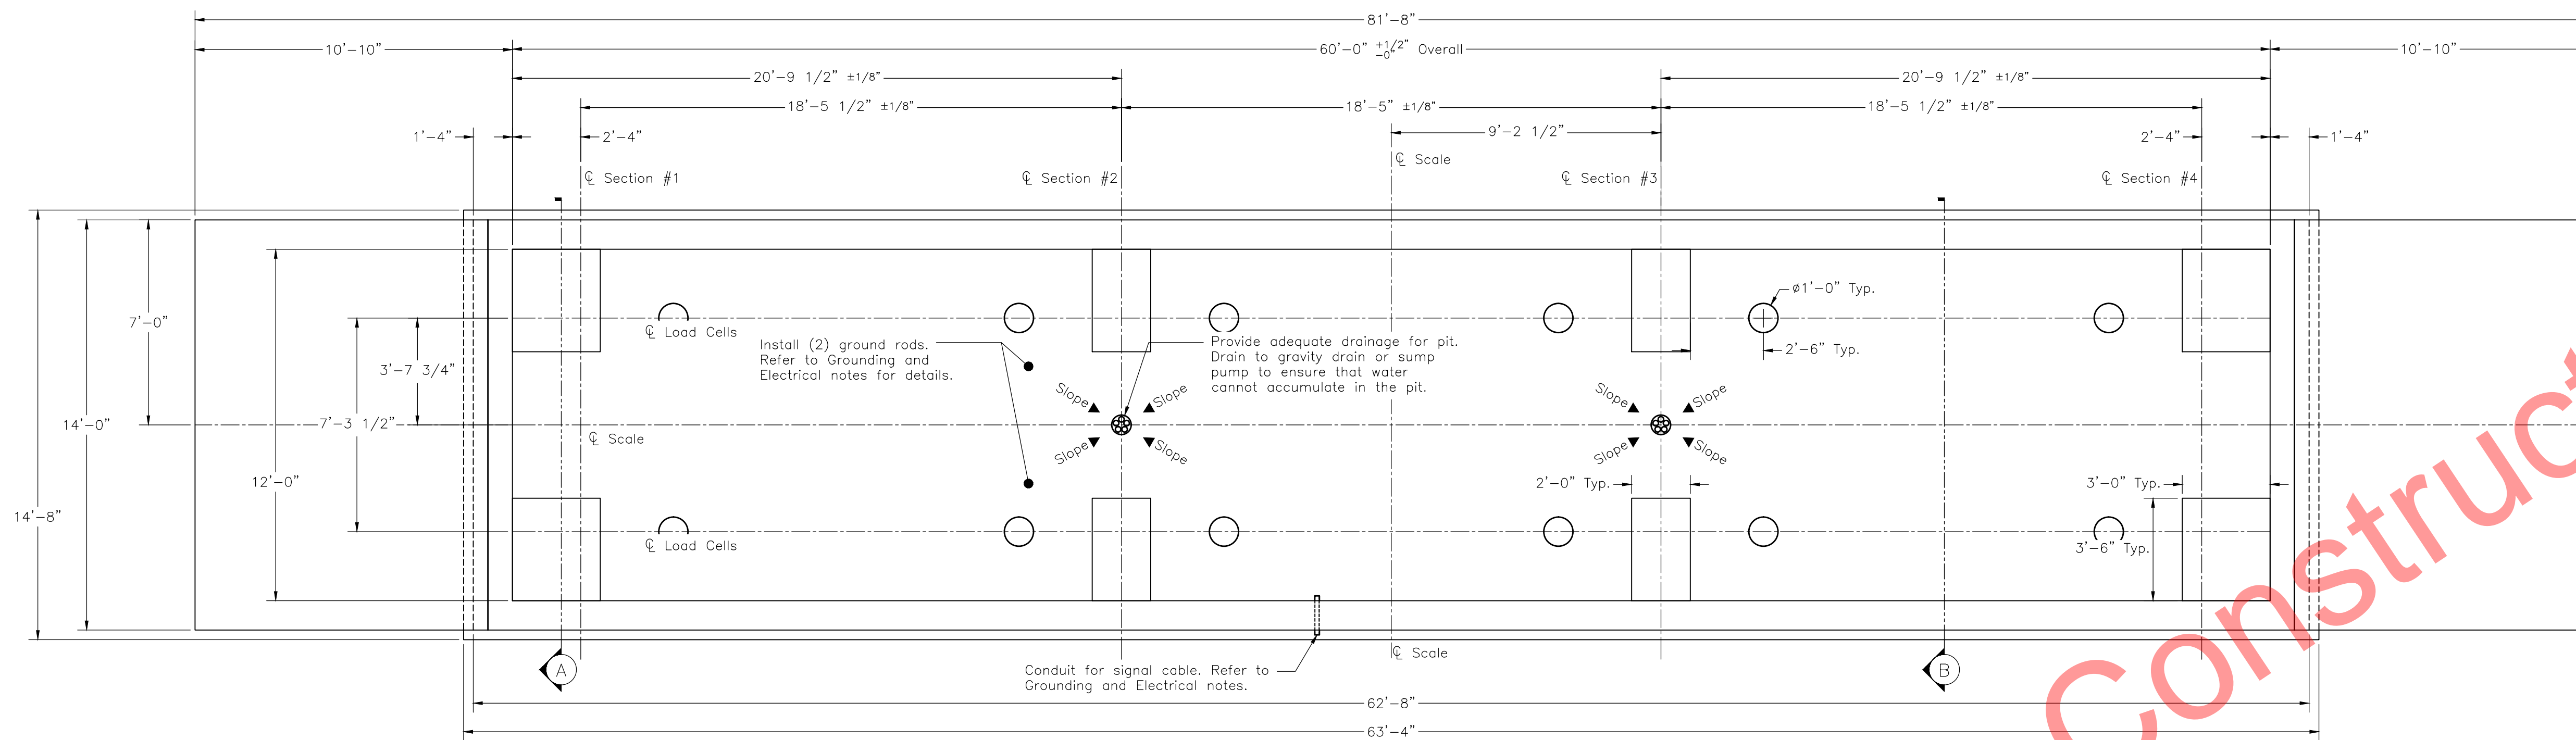 81'-8"
10'-10"
60'-0" +1/2" -0" Overall
10'-10"
20'-9 1/2" ±1/8"
20'-9 1/2" ±1/8"
18'-5 1/2" ±1/8"
18'-5" ±1/8"
18'-5 1/2" ±1/8"
1'-4"
2'-4"
9'-2 1/2"
2'-4"
1'-4"
℄ Scale
℄ Section #1
℄ Section #2
℄ Section #3
℄ Section #4
ø1'-0" Typ.
7'-0"
℄ Load Cells
Install (2) ground rods.
Refer to Grounding and
Electrical notes for details.
Provide adequate drainage for pit.
Drain to gravity drain or sump
pump to ensure that water
cannot accumulate in the pit.
2'-6" Typ.
3'-7 3/4"
Slope
Slope
Slope
Slope
14'-0"
7'-3 1/2"
℄ Scale
Slope
Slope
Slope
Slope
12'-0"
2'-0" Typ.
3'-0" Typ.
14'-8"
℄ Load Cells
3'-6" Typ.
℄ Scale
A
Conduit for signal cable. Refer to
Grounding and Electrical notes.
B
62'-8"
63'-4"
Construct